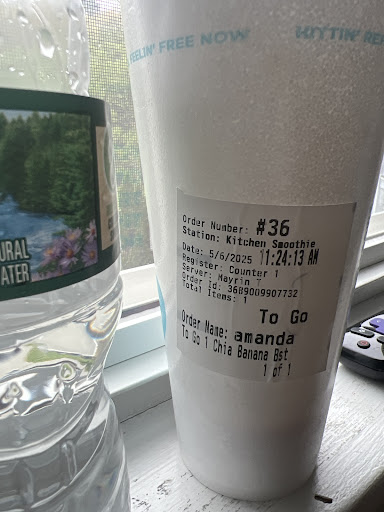 FEELIN' FREE NOW
HITTIN' RE
URAL
WATER
Order Number: #36
Station: Kitchen Smoothie
Date: 5/6/2025 11:24:13 AM
Register: Counter 1
Server: Mayrin T
Order Id: 3689009907732
Total Items: 1
To Go
Order Name: amanda
To Go 1 Chia Banana Bst
1 of 1